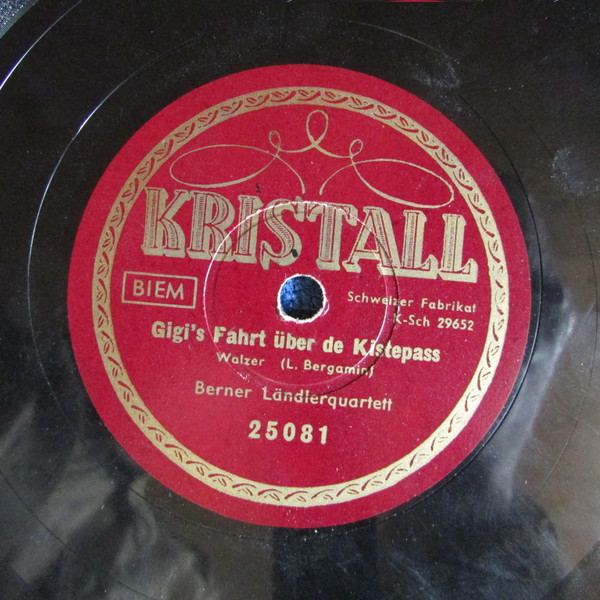 KRISTALL
BIEM
Schweizer Fabrikat
K-Sch 29652
Gigi's Fahrt über de Kistepass
Walzer (L. Bergamin)
Berner Ländlerquartett
25081